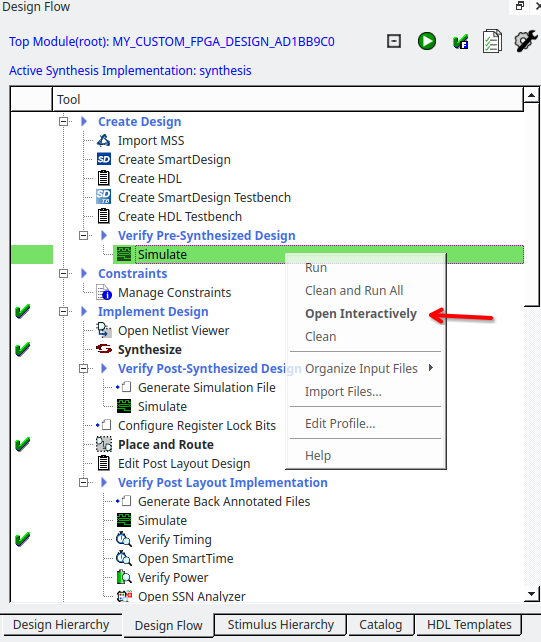 Design Flow
Top Module(root): MY_CUSTOM_FPGA_DESIGN_AD1BB9C0
Active Synthesis Implementation: synthesis
Tool
Create Design
Import MSS
SD Create SmartDesign
Create HDL
SD Create SmartDesign Testbench
Create HDL Testbench
Verify Pre-Synthesized Design
Simulate
Constraints
Manage Constraints
Implement Design
Open Netlist Viewer
Synthesize
Verify Post-Synthesized Design
Generate Simulation File
Simulate
Configure Register Lock Bits
Place and Route
Edit Post Layout Design
Verify Post Layout Implementation
Generate Back Annotated Files
Simulate
Verify Timing
Open SmartTime
Verify Power
Open SSN Analyzer
Run
Clean and Run All
Open Interactively
Clean
Organize Input Files
Import Files...
Edit Profile...
Help
Design Hierarchy
Design Flow
Stimulus Hierarchy
Catalog
HDL Templates